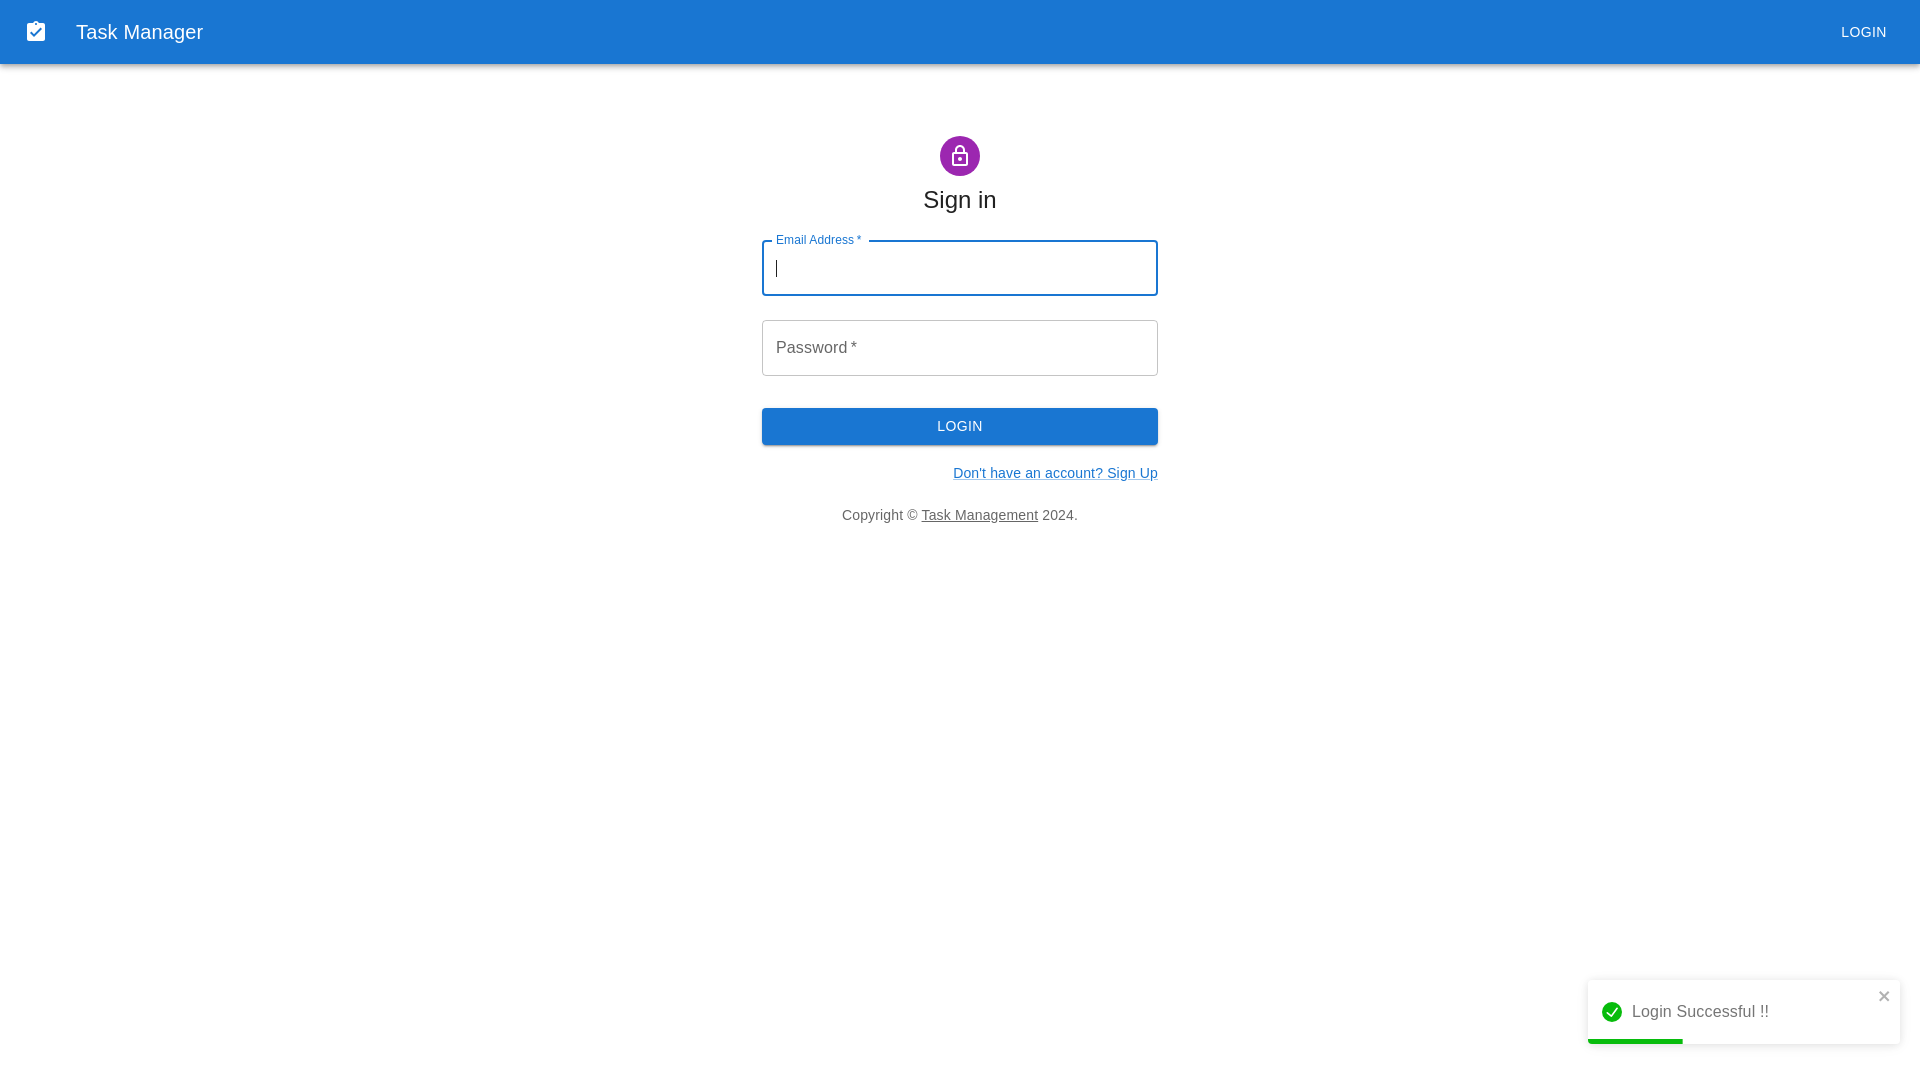 Task Manager
LOGIN
Sign in
Email Address *
Password *
LOGIN
Don't have an account? Sign Up
Copyright © Task Management 2024.
Login Successful !!